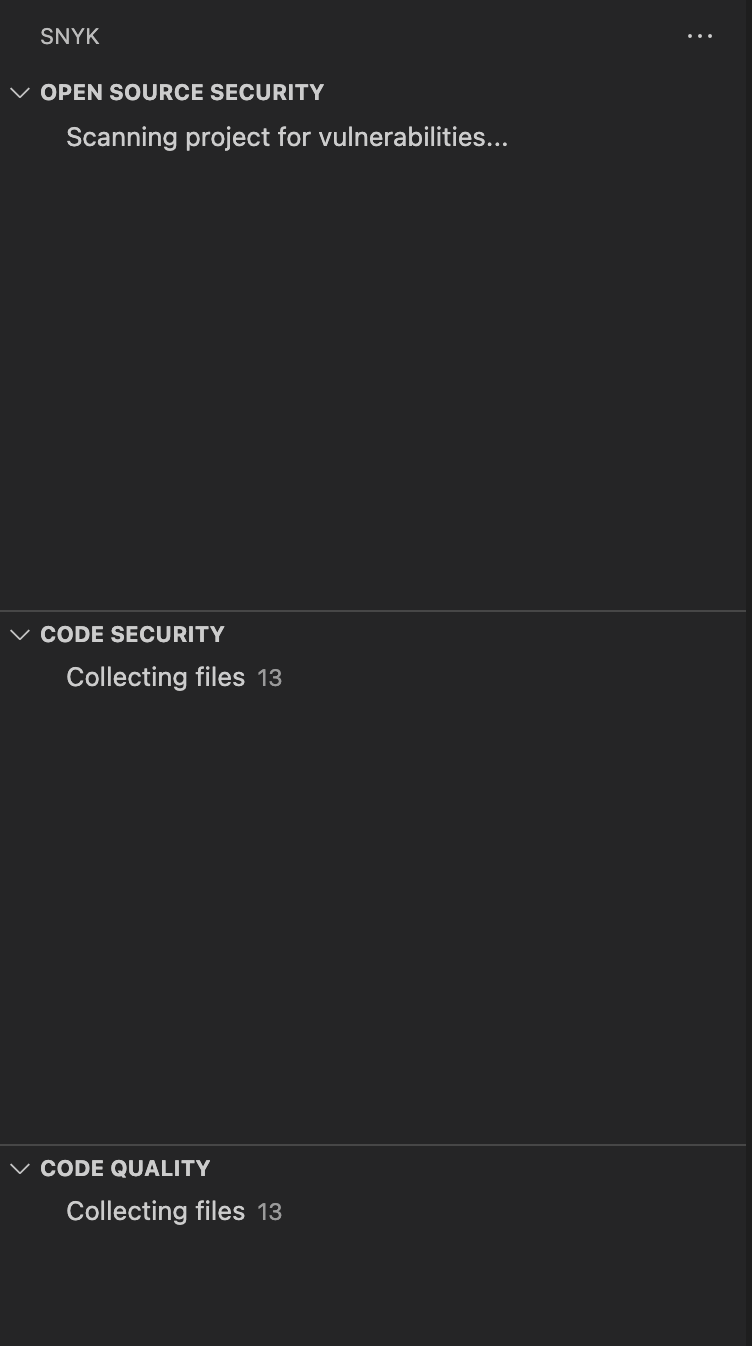 SNYK
OPEN SOURCE SECURITY
Scanning project for vulnerabilities...
CODE SECURITY
Collecting files 13
CODE QUALITY
Collecting files 13